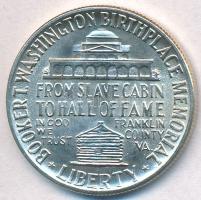 BOOKER T. WASHINGTON BIRTHPLACE MEMORIAL
FROM SLAVE CABIN
TO HALL OF FAME
IN GOD
WE
TRUST
FRANKLIN
COUNTY
VA.
LIBERTY